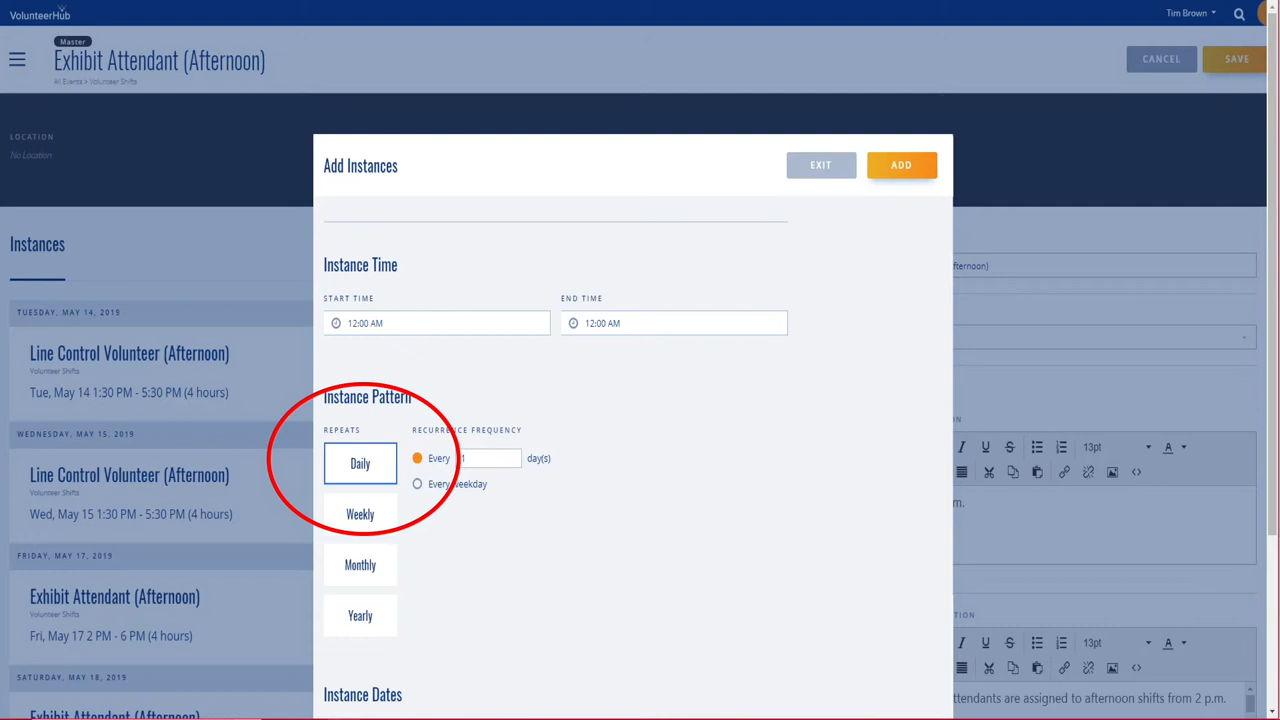 VolunteerHub
Tim Brown
Master
Exhibit Attendant (Afternoon)
All Events > Volunteer Shifts
CANCEL
SAVE
LOCATION
No Location
Add Instances
EXIT
ADD
Instances
Instance Time
START TIME
END TIME
12:00 AM
12:00 AM
fternoon)
TUESDAY, MAY 14, 2019
Line Control Volunteer (Afternoon)
Volunteer Shifts
Tue, May 14 1:30 PM - 5:30 PM (4 hours)
WEDNESDAY, MAY 15, 2019
Line Control Volunteer (Afternoon)
Volunteer Shifts
Wed, May 15 1:30 PM - 5:30 PM (4 hours)
FRIDAY, MAY 17, 2019
Exhibit Attendant (Afternoon)
Volunteer Shifts
Fri, May 17 2 PM - 6 PM (4 hours)
SATURDAY, MAY 18, 2019
Exhibit Attendant (Afternoon)
Instance Pattern
REPEATS
RECURRENCE FREQUENCY
Daily
Every 1 day(s)
Every weekday
Weekly
Monthly
Yearly
Instance Dates
ION
I U S 13pt A
m.
TION
I U S 13pt A
ttendants are assigned to afternoon shifts from 2 p.m.